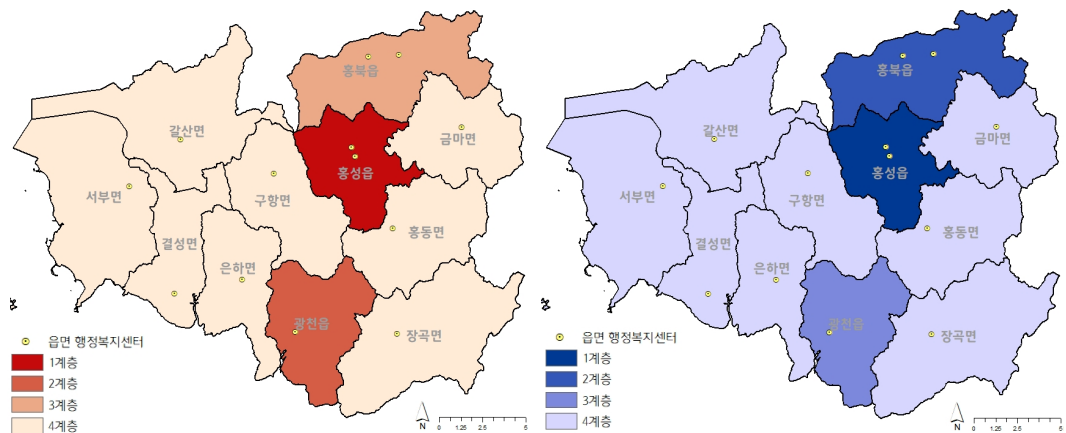 홍북읍
갈산면
금마면
홍성읍
서부면
구항면
홍동면
결성면
은하면
광천읍
장곡면
읍면 행정복지센터
1계층
2계층
3계층
4계층
N
0 1.25 2.5 5
홍북읍
갈산면
금마면
홍성읍
서부면
구항면
홍동면
결성면
은하면
광천읍
장곡면
읍면 행정복지센터
1계층
2계층
3계층
4계층
N
0 1.25 2.5 5